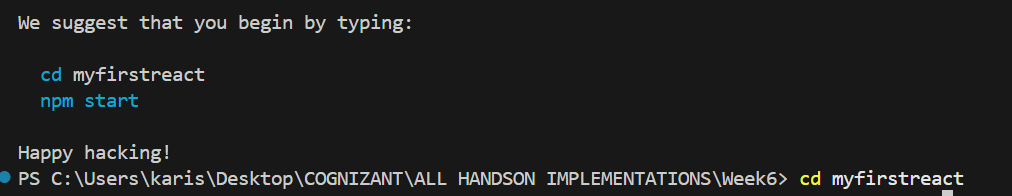 We suggest that you begin by typing:
cd myfirstreact
npm start
Happy hacking!
PS C:\Users\karis\Desktop\COGNIZANT\ALL HANDSON IMPLEMENTATIONS\Week6> cd myfirstreact